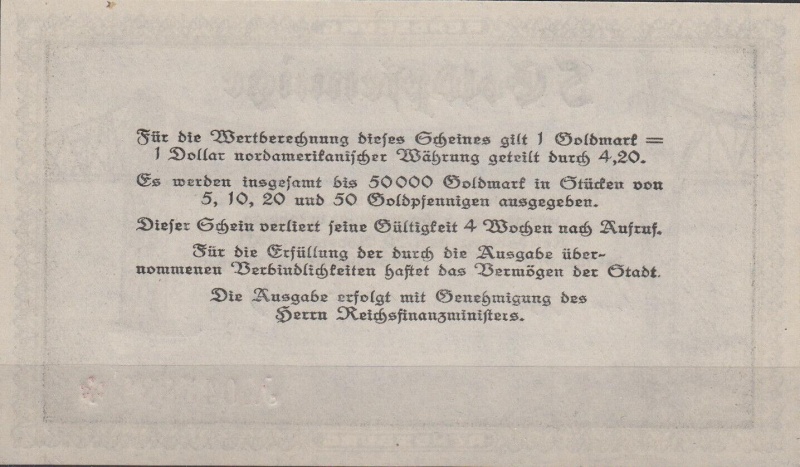 Für die Wertberechnung dieses Scheines gilt 1 Goldmark =
1 Dollar nordamerikanischer Währung geteilt durch 4,20.
Es werden insgesamt bis 50000 Goldmark in Stücken von
5, 10, 20 und 50 Goldpfennigen ausgegeben.
Dieser Schein verliert seine Gültigkeit 4 Wochen nach Aufruf.
Für die Erfüllung der durch die Ausgabe über-
nommenen Verbindlichkeiten haftet das Vermögen der Stadt.
Die Ausgabe erfolgt mit Genehmigung des
Herrn Reichsfinanzministers.